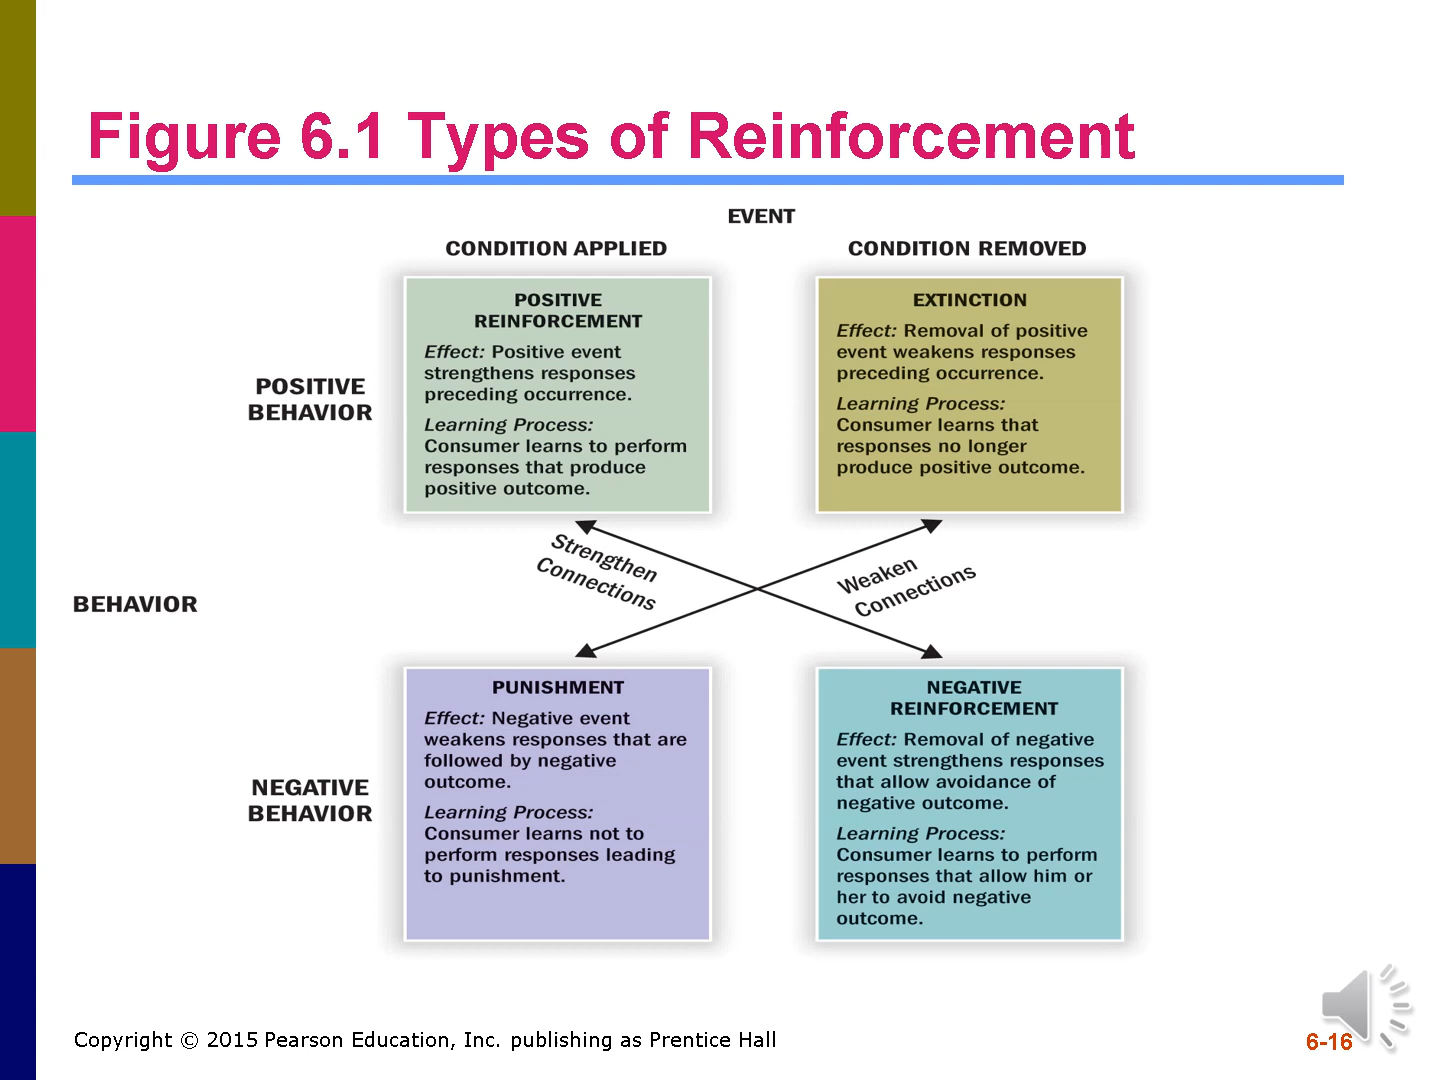 Figure 6.1 Types of Reinforcement
EVENT
CONDITION APPLIED
CONDITION REMOVED
POSITIVE
BEHAVIOR
POSITIVE
REINFORCEMENT
Effect: Positive event
strengthens responses
preceding occurrence.
Learning Process:
Consumer learns to perform
responses that produce
positive outcome.
EXTINCTION
Effect: Removal of positive
event weakens responses
preceding occurrence.
Learning Process:
Consumer learns that
responses no longer
produce positive outcome.
Strengthen
Connections
Weaken
Connections
BEHAVIOR
NEGATIVE
BEHAVIOR
PUNISHMENT
Effect: Negative event
weakens responses that are
followed by negative
outcome.
Learning Process:
Consumer learns not to
perform responses leading
to punishment.
NEGATIVE
REINFORCEMENT
Effect: Removal of negative
event strengthens responses
that allow avoidance of
negative outcome.
Learning Process:
Consumer learns to perform
responses that allow him or
her to avoid negative
outcome.
Copyright © 2015 Pearson Education, Inc. publishing as Prentice Hall
6-16